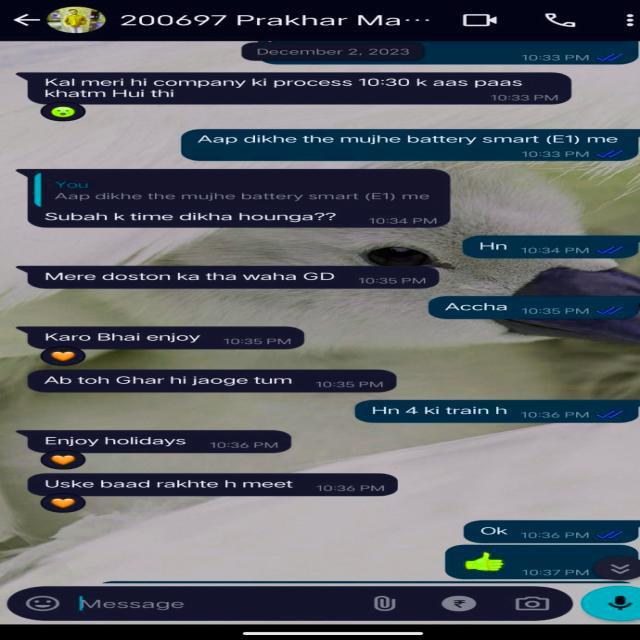 200697 Prakhar Ma...
December 2, 2023
10:33 PM
Kal meri hi company ki process 10:30 k aas paas
khatm Hui thi
10:33 PM
Aap dikhe the mujhe battery smart (E1) me
10:33 PM
You
Aap dikhe the mujhe battery smart (E1) me
Subah k time dikha hounga??
10:34 PM
Hn
10:34 PM
Mere doston ka tha waha GD
10:35 PM
Accha
10:35 PM
Karo Bhai enjoy
10:35 PM
Ab toh Ghar hi jaoge tum
10:35 PM
Hn 4 ki train h
10:36 PM
Enjoy holidays
10:36 PM
Uske baad rakhte h meet
10:36 PM
Ok
10:36 PM
10:37 PM
Message
₹